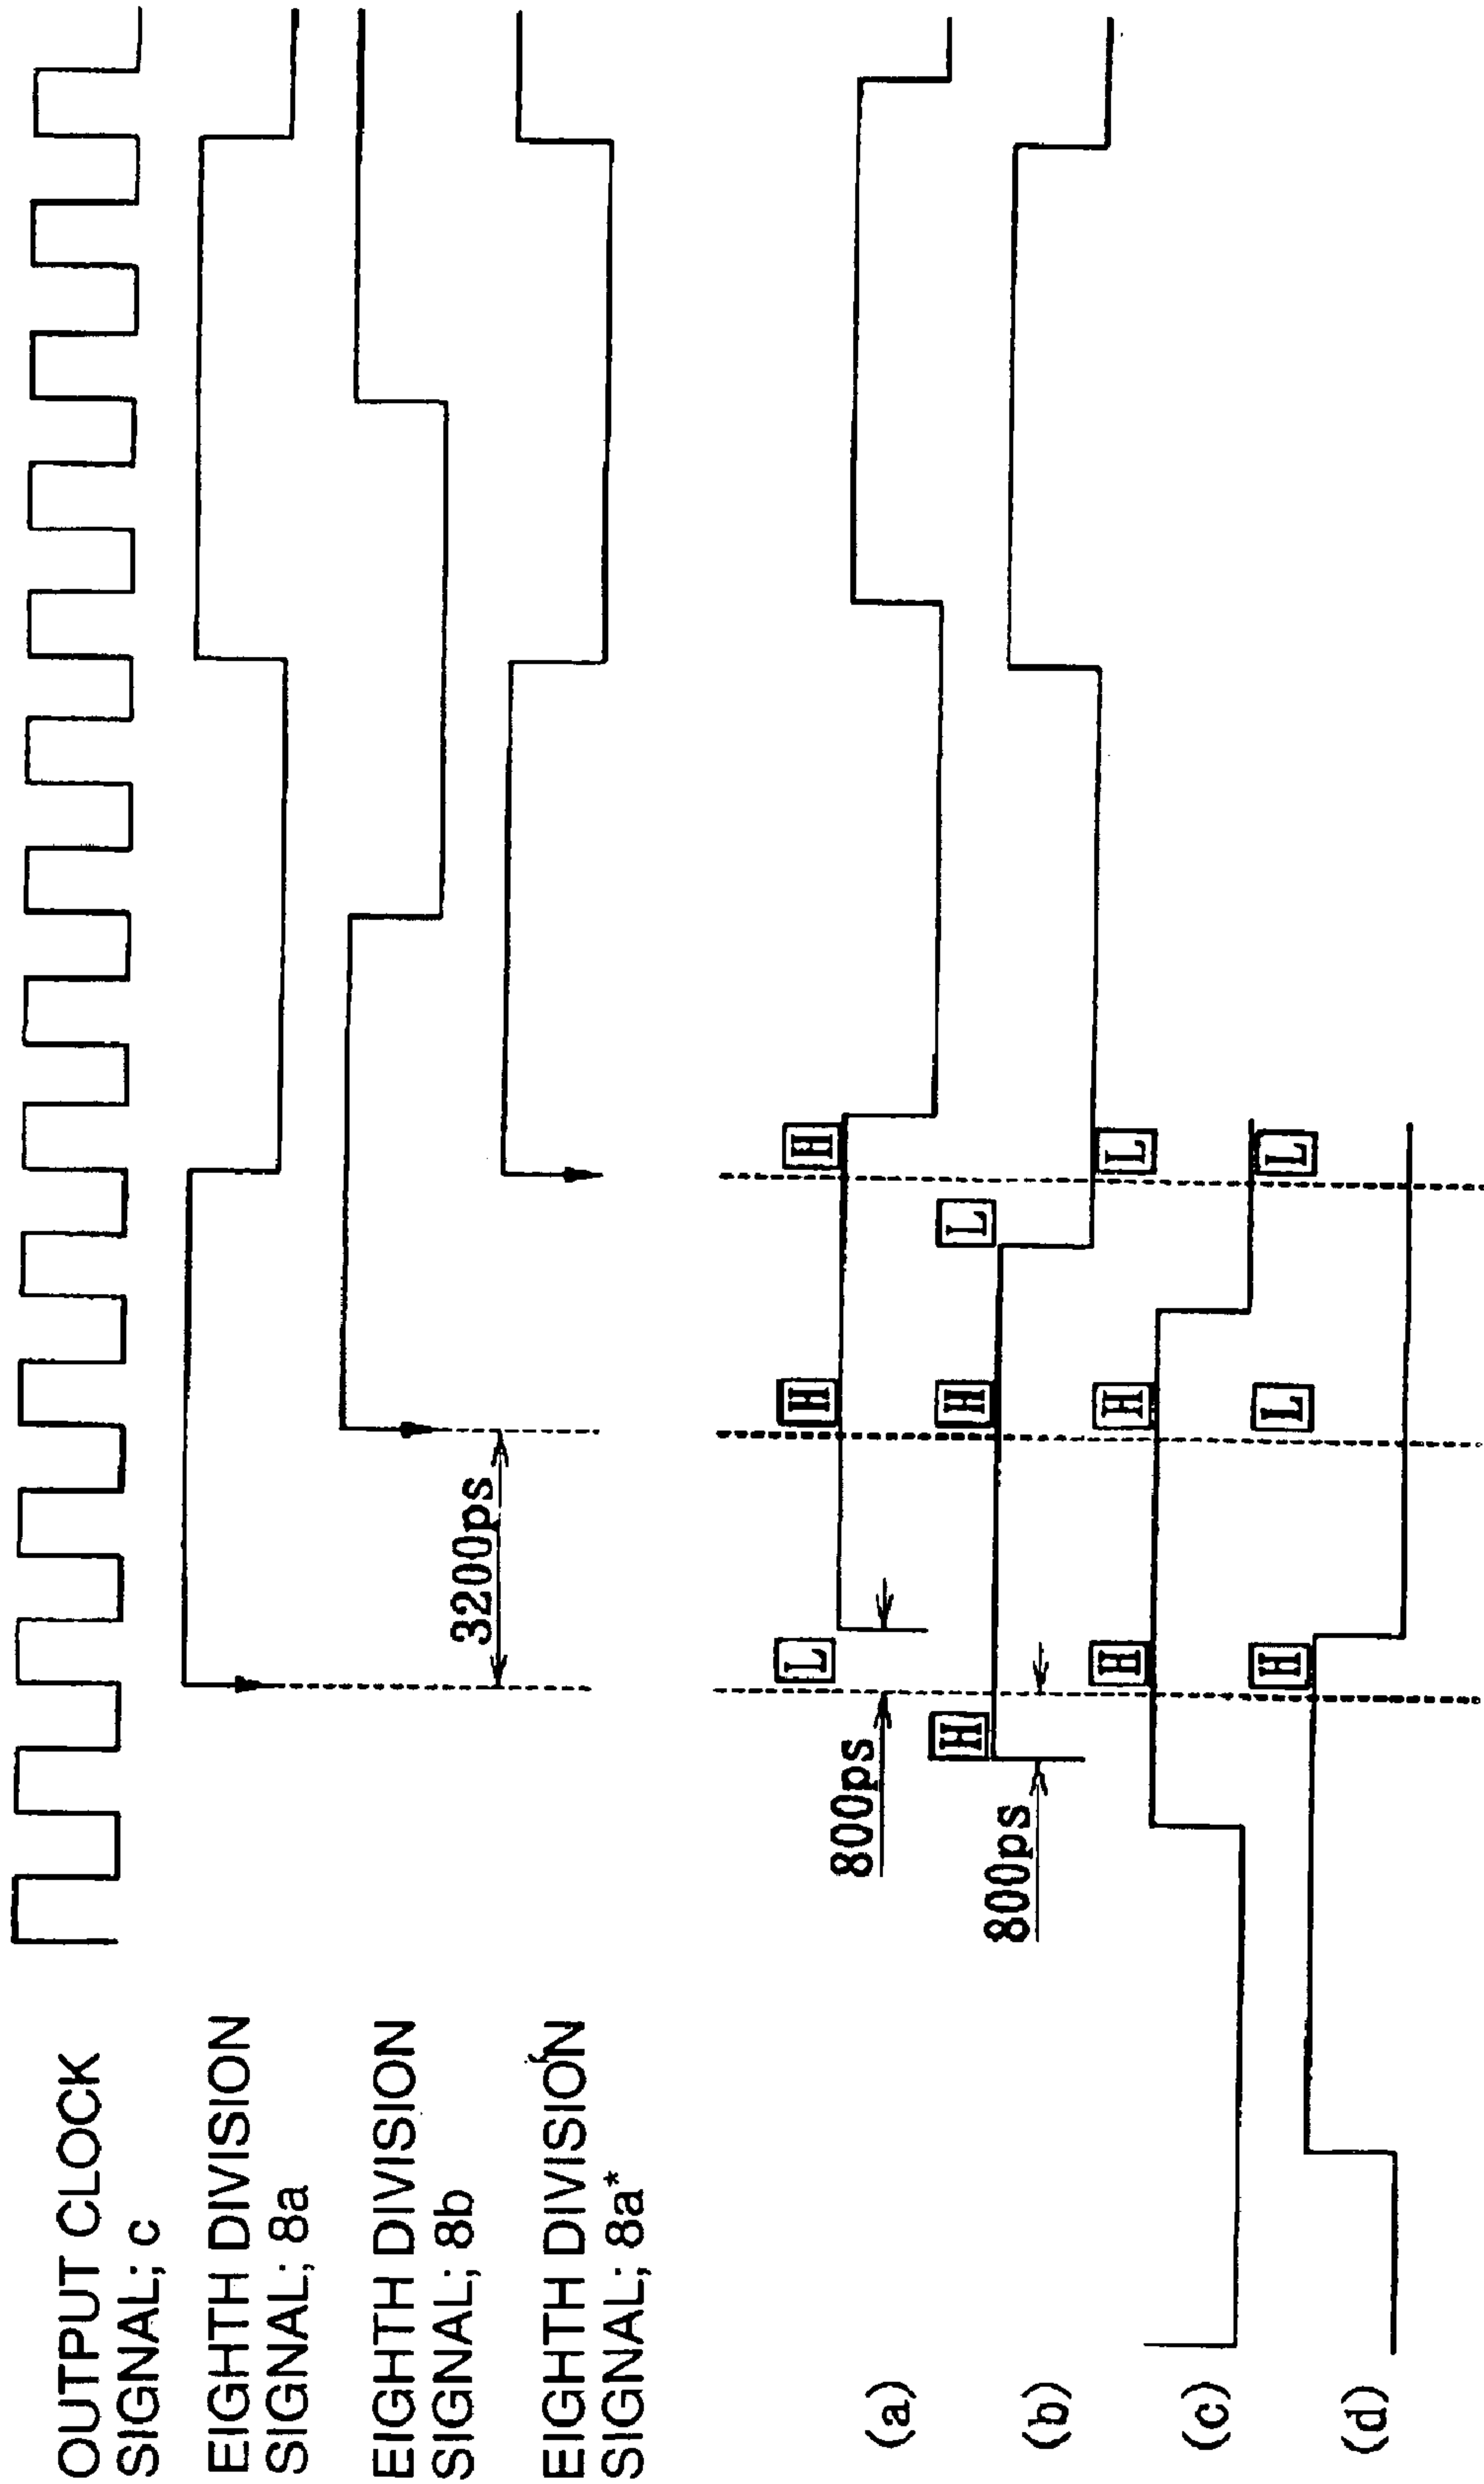 OUTPUT CLOCK
SIGNAL; c
EIGHTH DIVISION
SIGNAL; 8a
EIGHTH DIVISION
SIGNAL; 8b
3200ps
EIGHTH DIVISION
SIGNAL; 8a*
L H H
(a) 800ps
H H L
(b) 800ps
H H L
(c)
H L L
(d)